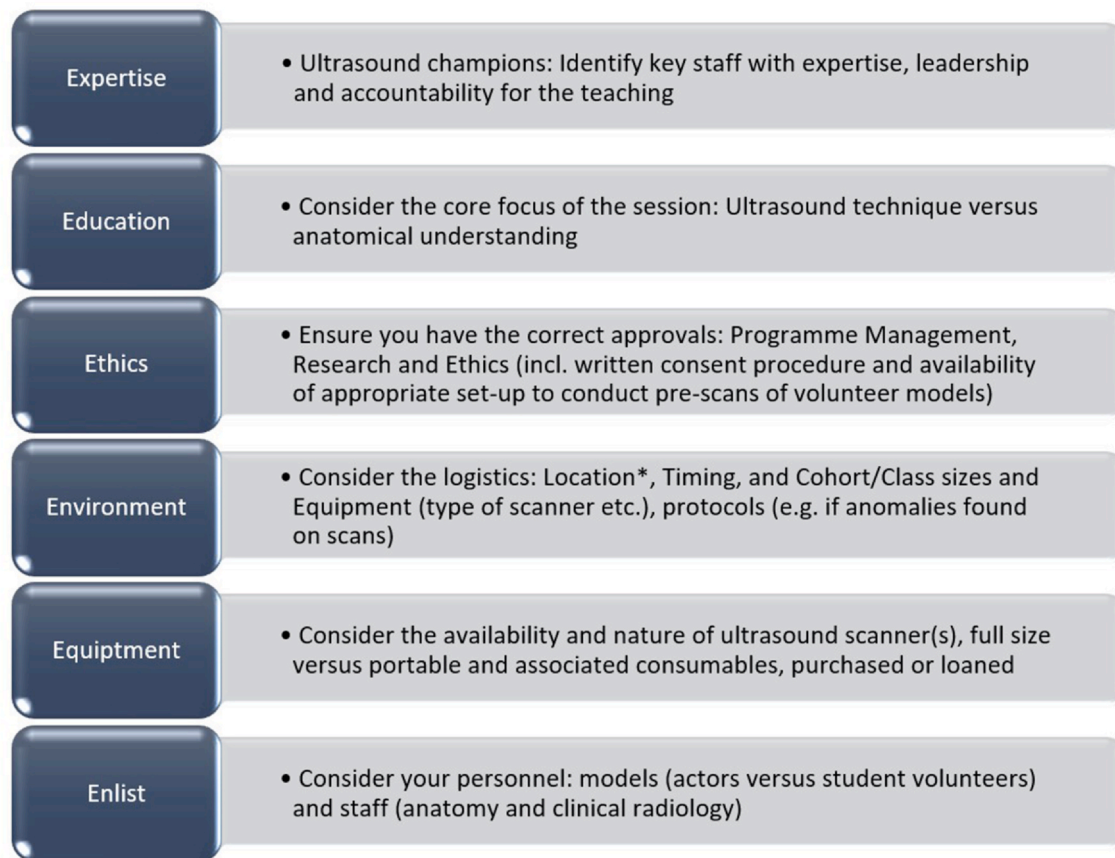 Expertise
• Ultrasound champions: Identify key staff with expertise, leadership
and accountability for the teaching
Education
• Consider the core focus of the session: Ultrasound technique versus
anatomical understanding
Ethics
• Ensure you have the correct approvals: Programme Management,
Research and Ethics (incl. written consent procedure and availability
of appropriate set-up to conduct pre-scans of volunteer models)
Environment
• Consider the logistics: Location*, Timing, and Cohort/Class sizes and
Equipment (type of scanner etc.), protocols (e.g. if anomalies found
on scans)
Equiptment
• Consider the availability and nature of ultrasound scanner(s), full size
versus portable and associated consumables, purchased or loaned
Enlist
• Consider your personnel: models (actors versus student volunteers)
and staff (anatomy and clinical radiology)